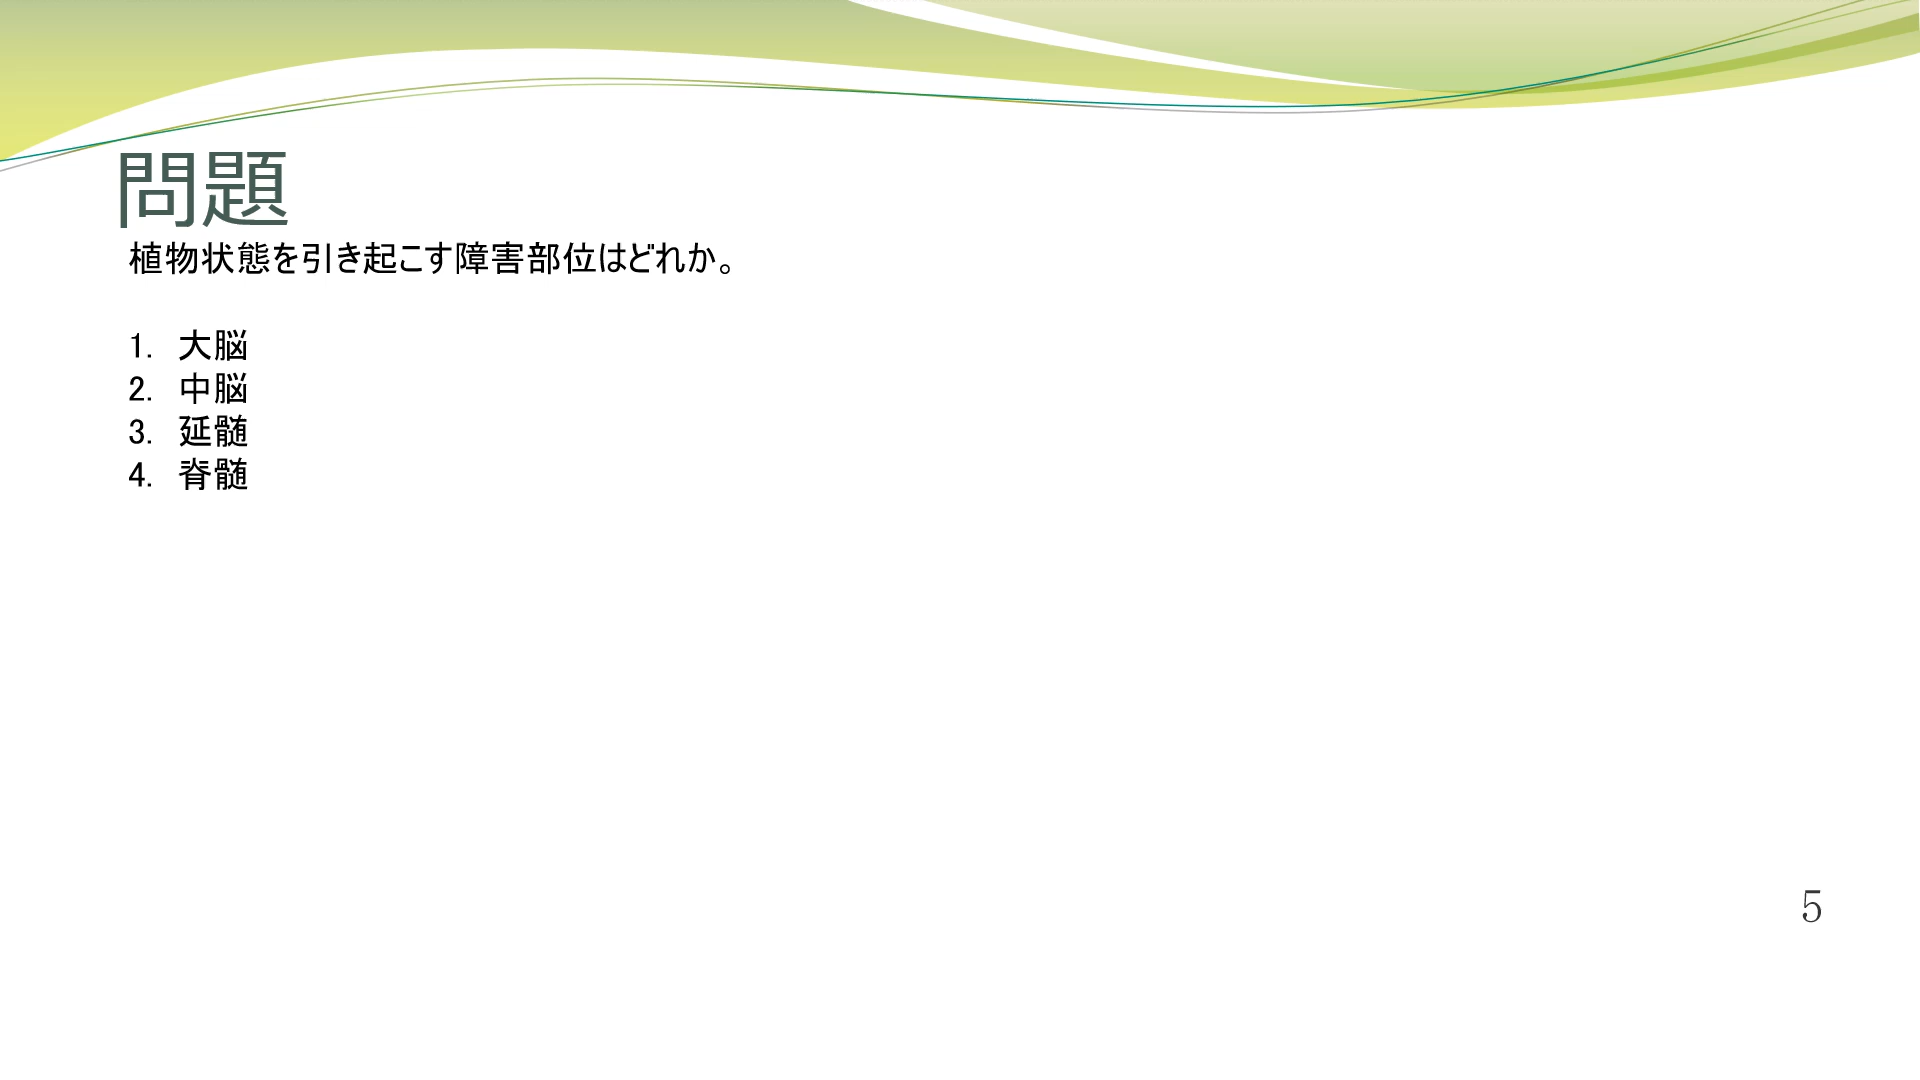 問題
植物状態を引き起こす障害部位はどれか。
1. 大脳
2. 中脳
3. 延髄
4. 脊髄
5